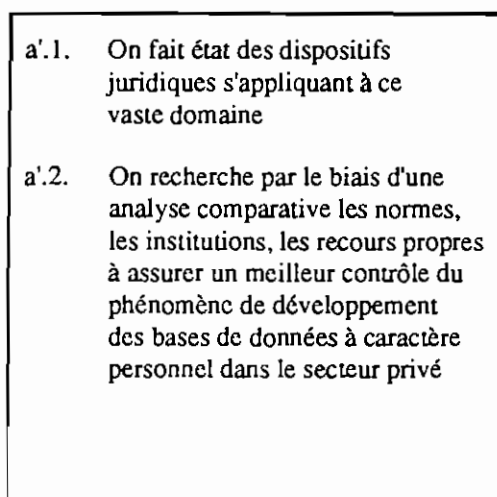 a'.1. On fait état des dispositifs
juridiques s'appliquant à ce
vaste domaine
a'.2. On recherche par le biais d'une
analyse comparative les normes,
les institutions, les recours propres
à assurer un meilleur contrôle du
phénomène de développement
des bases de données à caractère
personnel dans le secteur privé